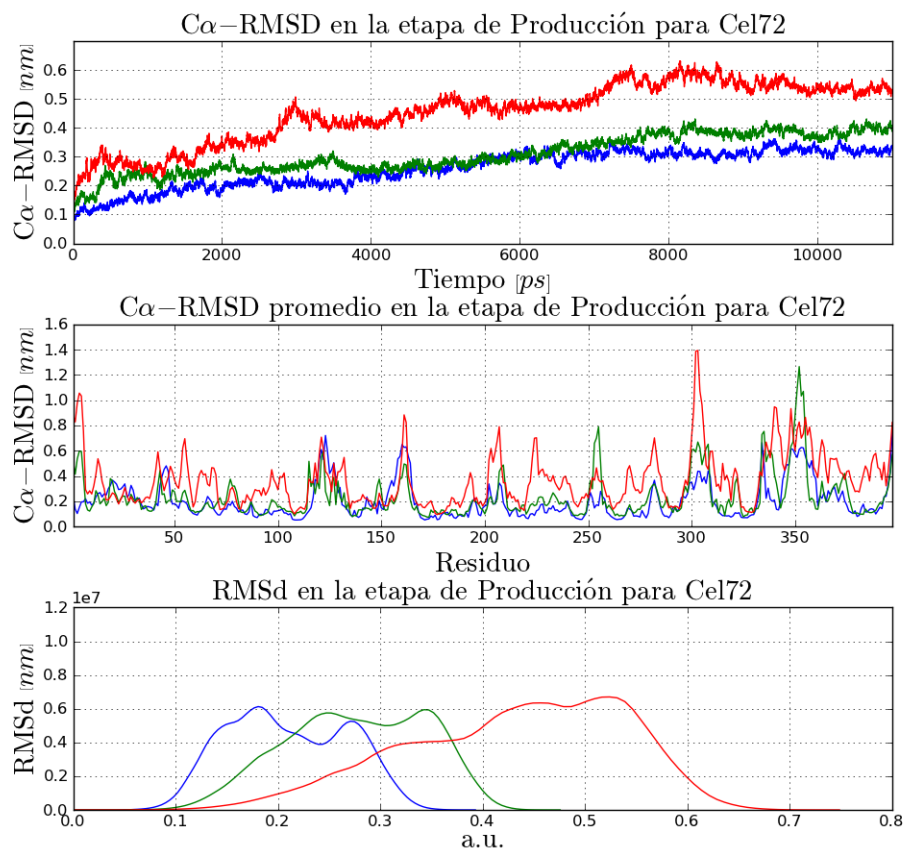 Cα−RMSD en la etapa de Producción para Cel72
Cα−RMSD [nm]
0.6
0.5
0.4
0.3
0.2
0.1
0.0
0 2000 4000 6000 8000 10000
Tiempo [ps]
Cα−RMSD promedio en la etapa de Producción para Cel72
Cα−RMSD [nm]
1.6
1.4
1.2
1.0
0.8
0.6
0.4
0.2
0.0
50 100 150 200 250 300 350
Residuo
RMSd en la etapa de Producción para Cel72
1e7
RMSd [nm]
1.2
1.0
0.8
0.6
0.4
0.2
0.0
0.0 0.1 0.2 0.3 0.4 0.5 0.6 0.7 0.8
a.u.